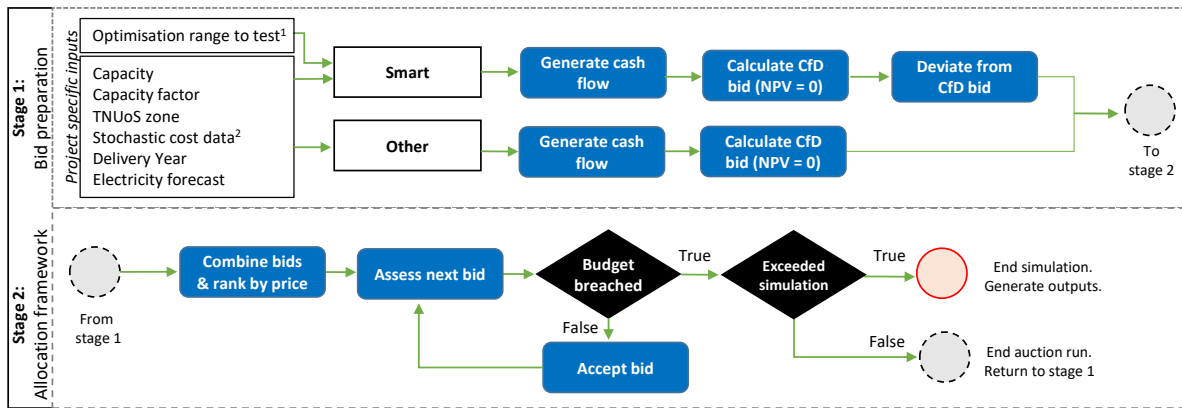 Stage 1:
Bid preparation
Project specific inputs
Optimisation range to test1
Capacity
Capacity factor
TNUoS zone
Stochastic cost data2
Delivery Year
Electricity forecast
Smart
Generate cash
flow
Calculate CfD
bid (NPV = 0)
Deviate from
CfD bid
Other
Generate cash
flow
Calculate CfD
bid (NPV = 0)
To
stage 2
Stage 2:
Allocation framework
From
stage 1
Combine bids
& rank by price
Assess next bid
Budget
breached
True
Exceeded
simulation
True
End simulation.
Generate outputs.
False
Accept bid
False
End auction run.
Return to stage 1